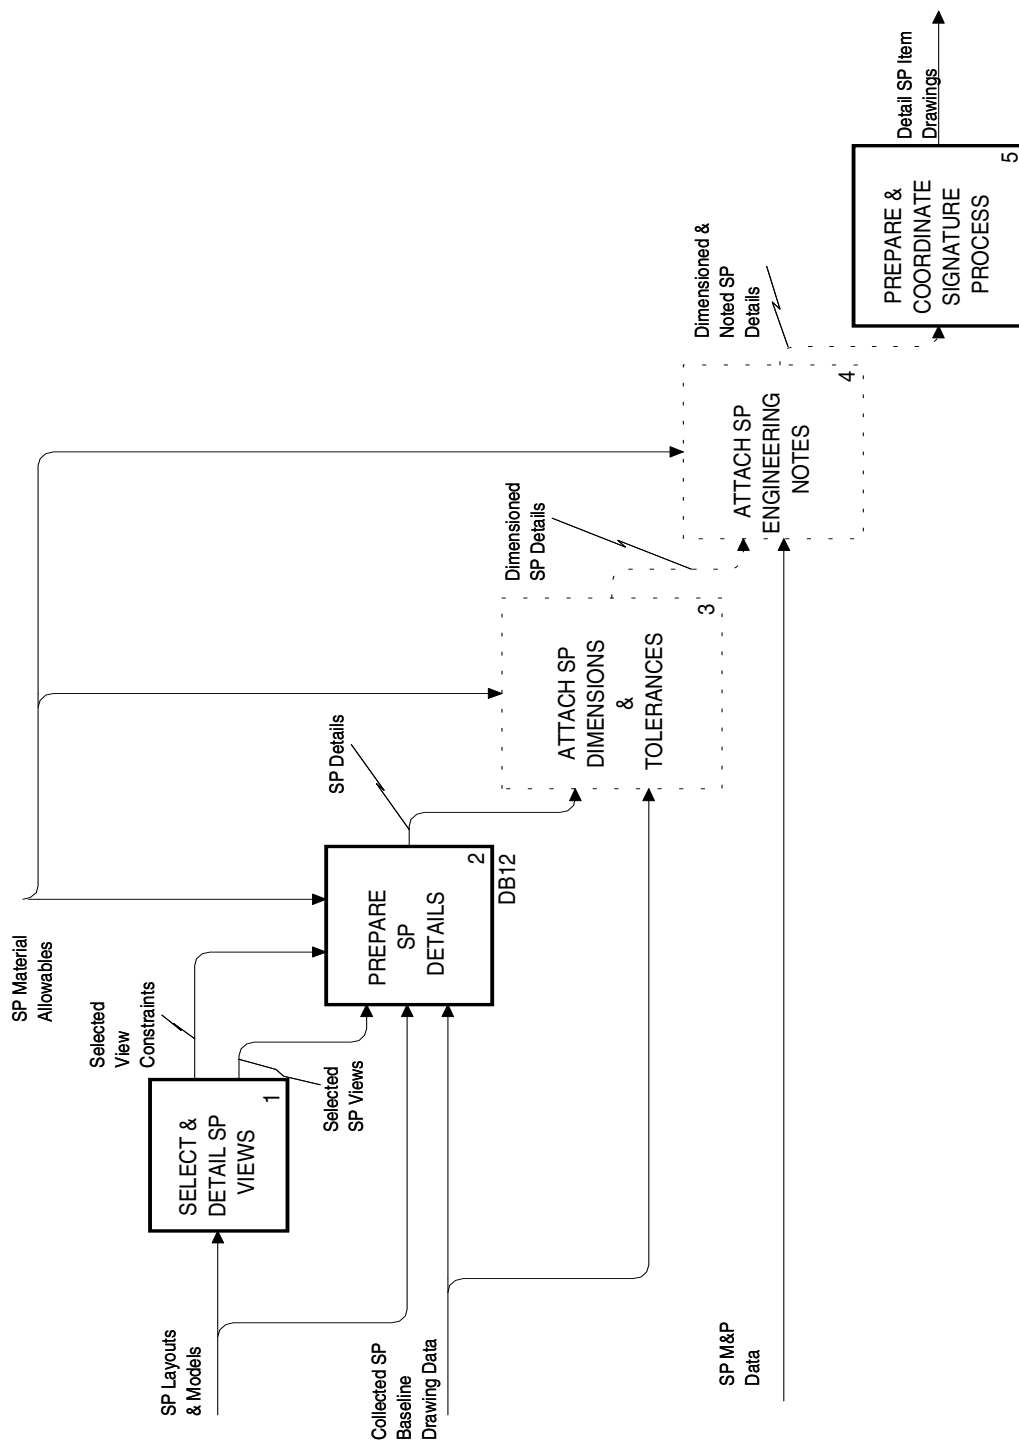 SP Material
Allowables
Selected
View
Constraints
SELECT &
DETAIL SP
VIEWS
1
Selected
SP Views
SP Layouts
& Models
Collected SP
Baseline
Drawing Data
PREPARE
SP
DETAILS
2
DB12
SP Details
ATTACH SP
DIMENSIONS
&
TOLERANCES
3
Dimensioned
SP Details
SP M&P
Data
ATTACH SP
ENGINEERING
NOTES
4
Dimensioned &
Noted SP
Details
PREPARE &
COORDINATE
SIGNATURE
PROCESS
5
Detail SP Item
Drawings